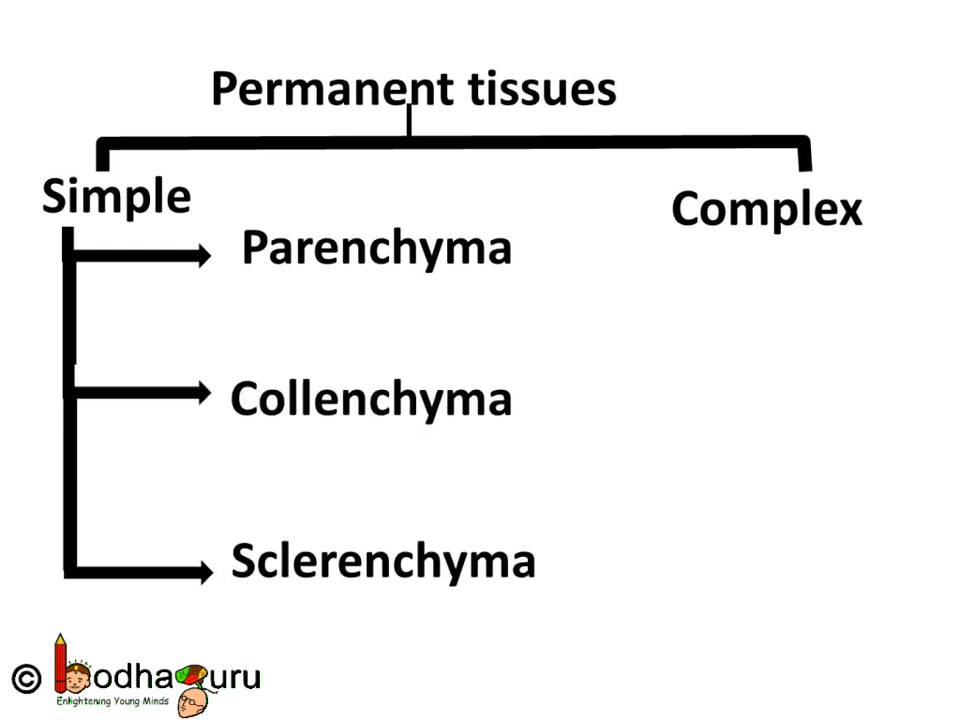 Permanent tissues
Simple
Complex
Parenchyma
Collenchyma
Sclerenchyma
© bodhaguru
Enlightening Young Minds